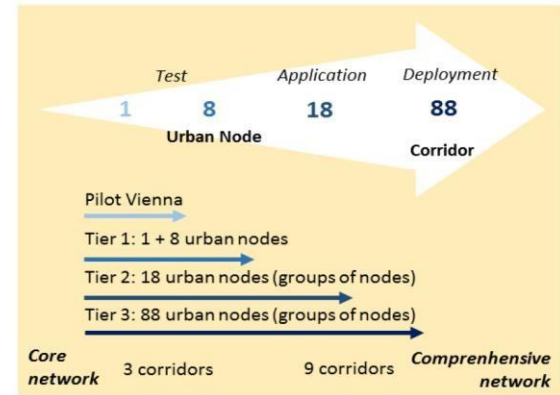 Test Application Deployment
1 8 18 88
Urban Node
Corridor
Pilot Vienna
Tier 1: 1 + 8 urban nodes
Tier 2: 18 urban nodes (groups of nodes)
Tier 3: 88 urban nodes (groups of nodes)
Core network
3 corridors
9 corridors
Comprenhensive network